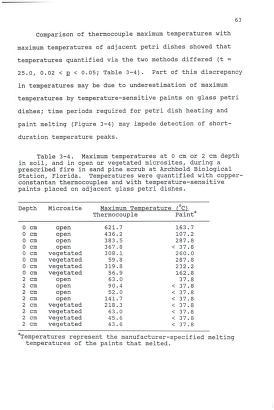 63
Comparison of thermocouple maximum temperatures with
maximum temperatures of adjacent petri dishes showed that
temperatures quantified via the two methods differed (t =
25.0, 0.02 < p < 0.05; Table 3-4). Part of this discrepancy
in temperatures may be due to underestimation of maximum
temperatures by temperature-sensitive paints on glass petri
dishes; time periods required for petri dish heating and
paint melting (Figure 3-4) may impede detection of short-
duration temperature peaks.
Table 3-4. Maximum temperatures at 0 cm or 2 cm depth
in soil, and in open or vegetated microsites, during a
prescribed fire in sand pine scrub at Archbold Biological
Station, Florida. Temperatures were quantified with copper-
constantan thermocouples and with temperature-sensitive
paints placed on adjacent glass petri dishes.
Depth Microsite Maximum Temperature (°C)
Thermocouple Paint*
0 cm open 621.7 163.7
0 cm open 436.2 107.2
0 cm open 383.5 287.8
0 cm open 367.8 < 37.8
0 cm vegetated 308.1 260.0
0 cm vegetated 59.8 287.8
0 cm vegetated 319.8 232.2
0 cm vegetated 56.9 162.8
2 cm open 63.0 37.8
2 cm open 90.4 < 37.8
2 cm open 52.0 < 37.8
2 cm open 141.7 < 37.8
2 cm vegetated 218.3 < 37.8
2 cm vegetated 63.0 < 37.8
2 cm vegetated 45.6 < 37.8
2 cm vegetated 43.6 < 37.8
*Temperatures represent the manufacturer-specified melting
temperatures of the paints that melted.